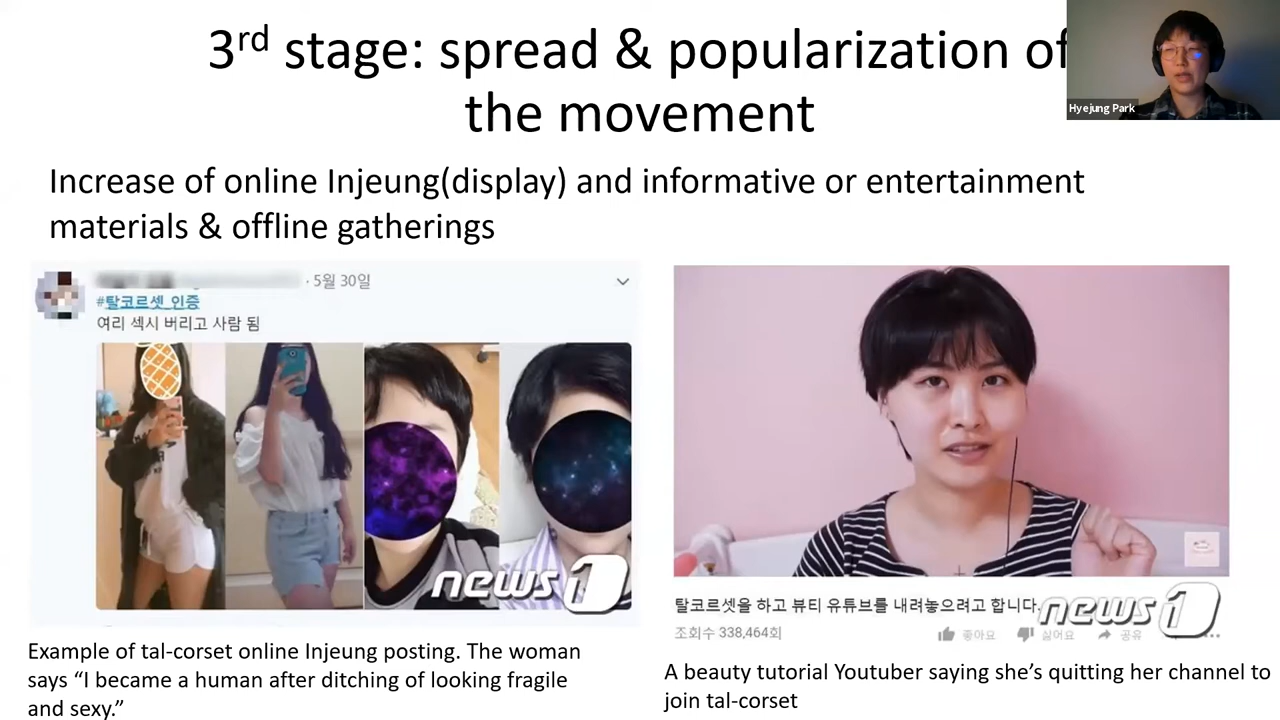 3rd stage: spread & popularization of
the movement
Hyejung Park
Increase of online Injeung(display) and informative or entertainment
materials & offline gatherings
· 5월 30일
#탈코르셋_인증
여리 섹시 버리고 사람 됨
news1
탈코르셋을 하고 뷰티 유튜브를 내려놓으려고 합니다.
news1
조회수 338,464회
좋아요 싫어요 공유
Example of tal-corset online Injeung posting. The woman
says “I became a human after ditching of looking fragile
and sexy.”
A beauty tutorial Youtuber saying she’s quitting her channel to
join tal-corset